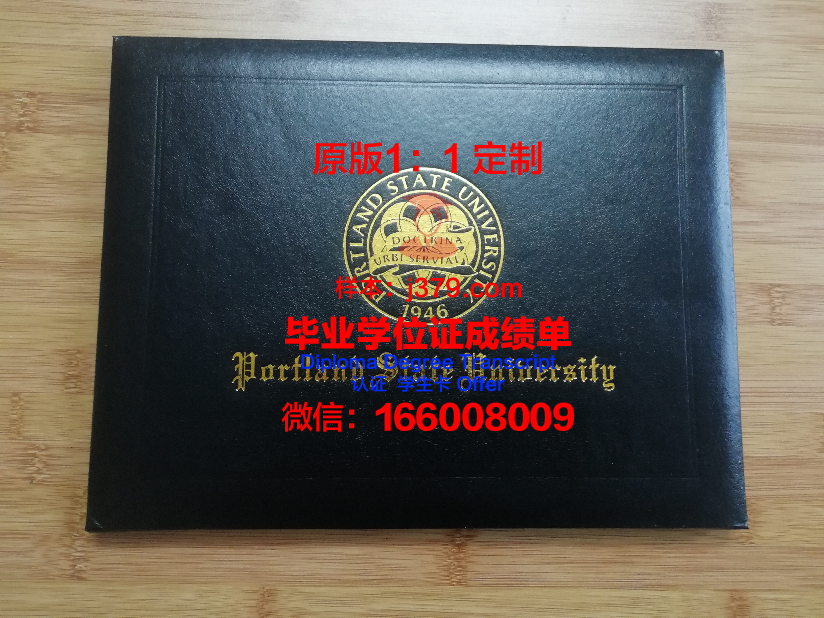 原版1：1 定制
PORTLAND STATE UNIVERSITY
DOCTRINA
URBI SERVIAT
样本：j379.com
1946
毕业学位证成绩单
Diploma Degree Transcript
Portland State University
认证 学生卡 Offer
微信：166008009